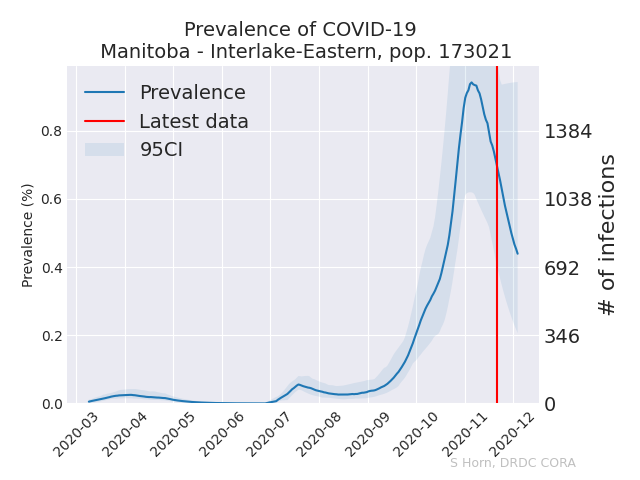 Prevalence of COVID-19
Manitoba - Interlake-Eastern, pop. 173021
Prevalence
Latest data
95CI
Prevalence (%)
0.8
0.6
0.4
0.2
0.0
1384
1038
692
346
0
# of infections
2020-03
2020-04
2020-05
2020-06
2020-07
2020-08
2020-09
2020-10
2020-11
2020-12
S Horn, DRDC CORA